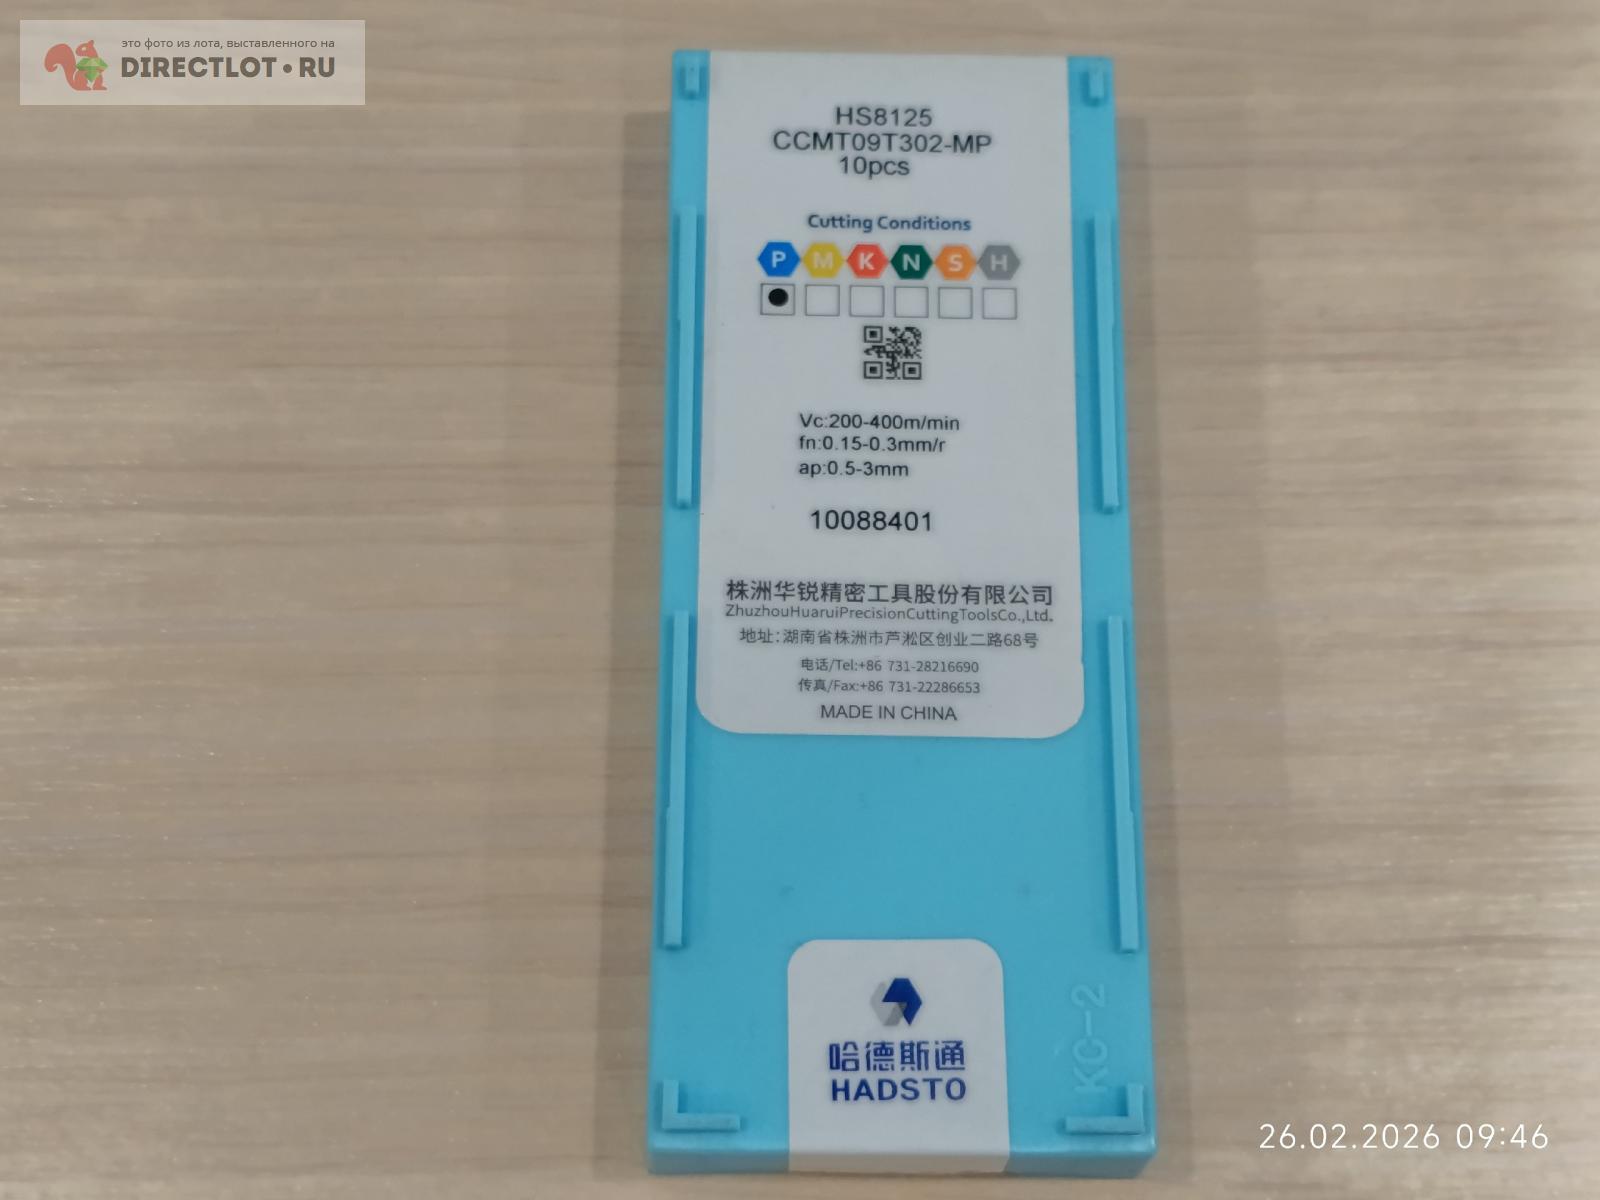 это фото из лота, выставленного на
DIRECTLOT•RU
HS8125
CCMT09T302-MP
10pcs
Cutting Conditions
P M K N S H
Vc:200-400m/min
fn:0.15-0.3mm/r
ap:0.5-3mm
10088401
株洲华锐精密工具股份有限公司
ZhuzhouHuaruiPrecisionCuttingToolsCo.,Ltd.
地址:湖南省株洲市芦淞区创业二路68号
电话/Tel:+86 731-28216690
传真/Fax:+86 731-22286653
MADE IN CHINA
哈德斯通
HADSTO
KC-2
26.02.2026 09:46